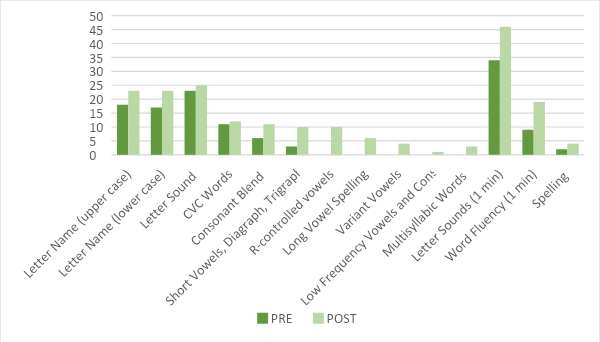 50
45
40
35
30
25
20
15
10
5
0
Letter Name (upper case)
Letter Name (lower case)
Letter Sound
CVC Words
Consonant Blend
Short Vowels, Diagraph, Trigraph
R-controlled vowels
Long Vowel Spelling
Variant Vowels
Low Frequency Vowels and Cons
Multisyllabic Words
Letter Sounds (1 min)
Word Fluency (1 min)
Spelling
PRE POST